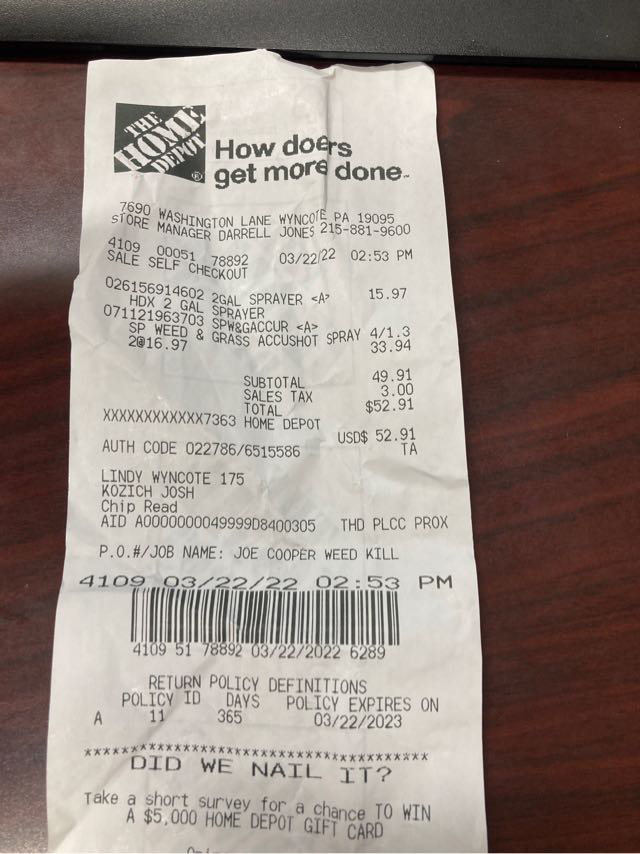 THE
HOME
DEPOT
®
How doers
get more done™
7690 WASHINGTON LANE WYNCOTE PA 19095
STORE MANAGER DARRELL JONES 215-881-9600
4109 00051 78892 03/22/22 02:53 PM
SALE SELF CHECKOUT
026156914602 2GAL SPRAYER <A> 15.97
HDX 2 GAL SPRAYER
071121963703 SPW&GACCUR <A>
SP WEED & GRASS ACCUSHOT SPRAY 4/1.3
2@16.97 33.94
SUBTOTAL 49.91
SALES TAX 3.00
TOTAL $52.91
XXXXXXXXXXXX7363 HOME DEPOT
USD$ 52.91
AUTH CODE 022786/6515586 TA
LINDY WYNCOTE 175
KOZICH JOSH
Chip Read
AID A0000000049999D8400305 THD PLCC PROX
P.O.#/JOB NAME: JOE COOPER WEED KILL
4109 03/22/22 02:53 PM
4109 51 78892 03/22/2022 6289
RETURN POLICY DEFINITIONS
POLICY ID DAYS POLICY EXPIRES ON
A 11 365 03/22/2023
****************************************
DID WE NAIL IT?
Take a short survey for a chance TO WIN
A $5,000 HOME DEPOT GIFT CARD